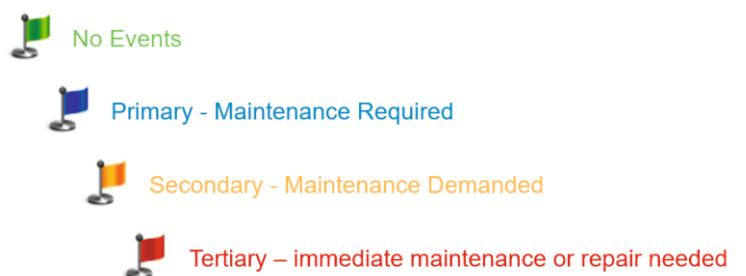 No Events
Primary - Maintenance Required
Secondary - Maintenance Demanded
Tertiary – immediate maintenance or repair needed